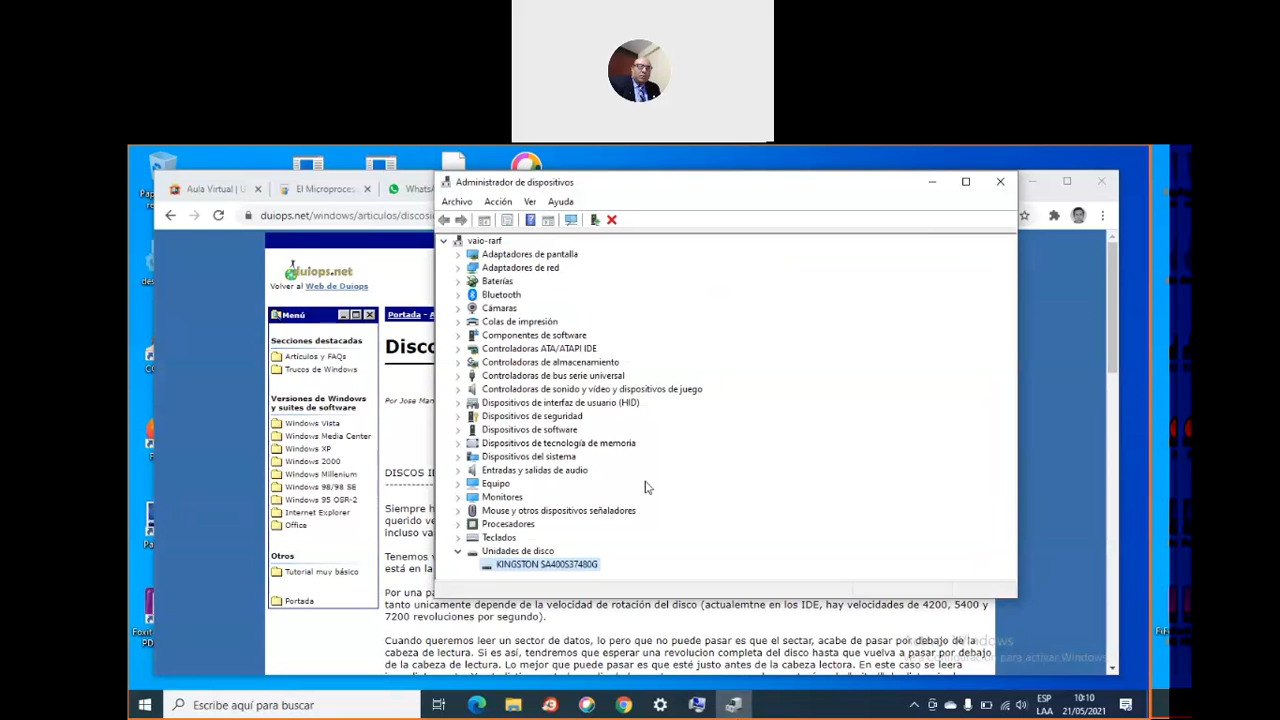 Aula Virtual | U
El Microproces
WhatsA
duiops.net/windows/articulos/discosi
duiops.net
Volver al Web de Duiops
Menú
Secciones destacadas
Artículos y FAQs
Trucos de Windows
Versiones de Windows
y suites de software
Windows Vista
Windows Media Center
Windows XP
Windows 2000
Windows Millenium
Windows 98/98 SE
Windows 95 OSR-2
Internet Explorer
Office
Otros
Tutorial muy básico
Portada
Portada - A
Disco
Por Jose Man
DISCOS I
Siempre h
querido ve
incluso va
Tenemos v
está en la
Por una pa
tanto unicamente depende de la velocidad de rotación del disco (actualemtne en los IDE, hay velocidades de 4200, 5400 y
7200 revoluciones por segundo).
Cuando queremos leer un sector de datos, lo pero que no puede pasar es que el sectar, acabe de pasar por debajo de la
cabeza de lectura. Si es así, tendremos que esperar una revolucion completa del disco hasta que vuelva a pasar por debajo
de la cabeza de lectura. Lo mejor que puede pasar es que esté justo antes de la cabeza lectora. En este caso se leera
Administrador de dispositivos
Archivo Acción Ver Ayuda
vaio-rarf
Adaptadores de pantalla
Adaptadores de red
Baterías
Bluetooth
Cámaras
Colas de impresión
Componentes de software
Controladoras ATA/ATAPI IDE
Controladoras de almacenamiento
Controladoras de bus serie universal
Controladoras de sonido y vídeo y dispositivos de juego
Dispositivos de interfaz de usuario (HID)
Dispositivos de seguridad
Dispositivos de software
Dispositivos de tecnología de memoria
Dispositivos del sistema
Entradas y salidas de audio
Equipo
Monitores
Mouse y otros dispositivos señaladores
Procesadores
Teclados
Unidades de disco
KINGSTON SA400S37480G
Foxit
PD
FiF
Escribe aquí para buscar
ESP
LAA
10:10
21/05/2021